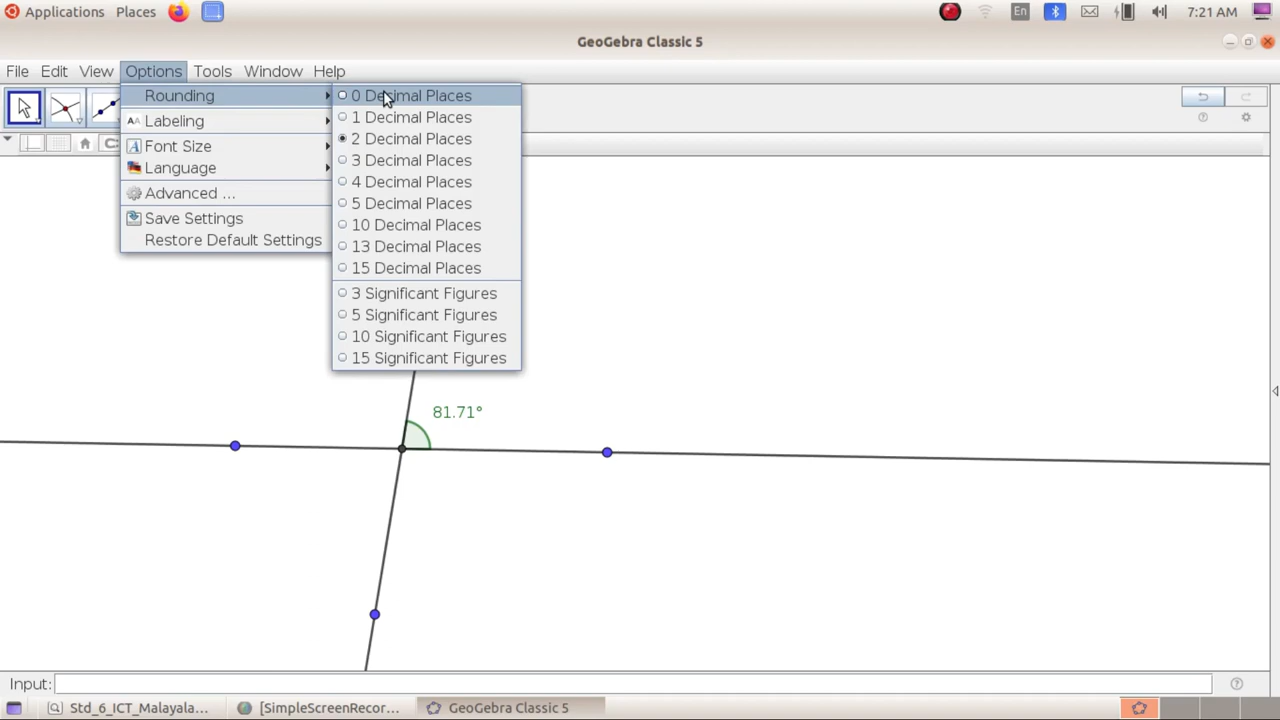 Applications Places En 7:21 AM
GeoGebra Classic 5
File Edit View Options Tools Window Help
Rounding
Labeling
Font Size
Language
Advanced ...
Save Settings
Restore Default Settings
0 Decimal Places
1 Decimal Places
2 Decimal Places
3 Decimal Places
4 Decimal Places
5 Decimal Places
10 Decimal Places
13 Decimal Places
15 Decimal Places
3 Significant Figures
5 Significant Figures
10 Significant Figures
15 Significant Figures
81.71°
Input:
Std_6_ICT_Malayala... [SimpleScreenRecor... GeoGebra Classic 5